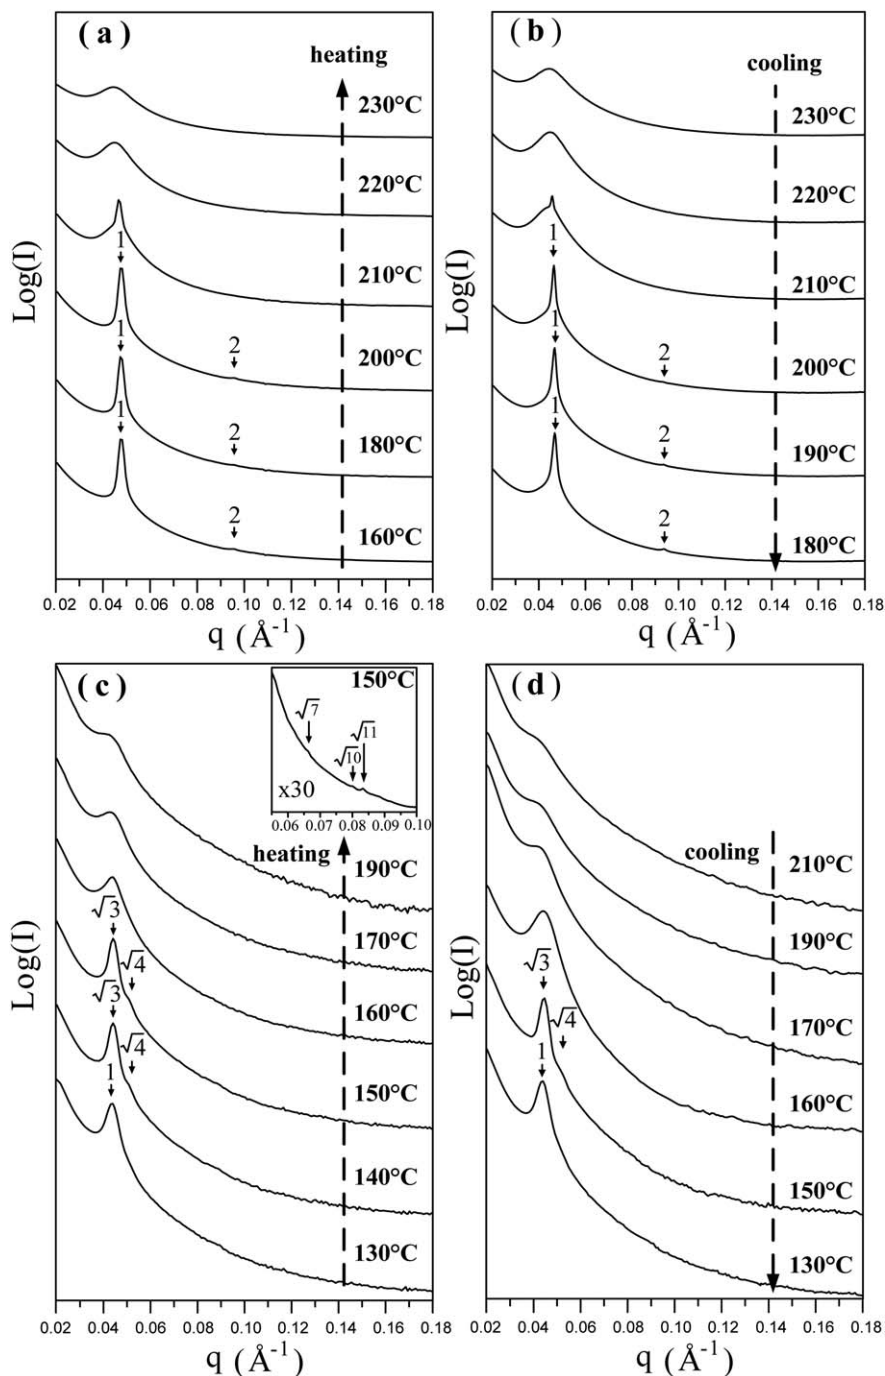 (a)
heating
230°C
220°C
1
210°C
1
2
200°C
1
2
180°C
2
160°C
Log(I)
0.02 0.04 0.06 0.08 0.10 0.12 0.14 0.16 0.18
q (Å⁻¹)
(b)
cooling
230°C
220°C
1
210°C
1
2
200°C
1
2
190°C
2
180°C
Log(I)
0.02 0.04 0.06 0.08 0.10 0.12 0.14 0.16 0.18
q (Å⁻¹)
(c)
150°C
√7
√11
√10
x30
0.06 0.07 0.08 0.09 0.10
heating
190°C
170°C
√3
√4
160°C
√3
√4
150°C
1
140°C
130°C
Log(I)
0.02 0.04 0.06 0.08 0.10 0.12 0.14 0.16 0.18
q (Å⁻¹)
(d)
cooling
210°C
190°C
√3
170°C
√4
160°C
1
150°C
130°C
Log(I)
0.02 0.04 0.06 0.08 0.10 0.12 0.14 0.16 0.18
q (Å⁻¹)